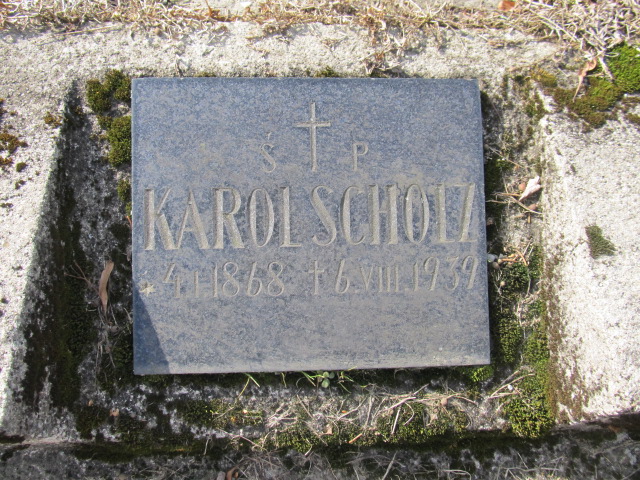 Ś P
KAROL SCHOLZ
* 4 I 1868 † 6.VIII.1939